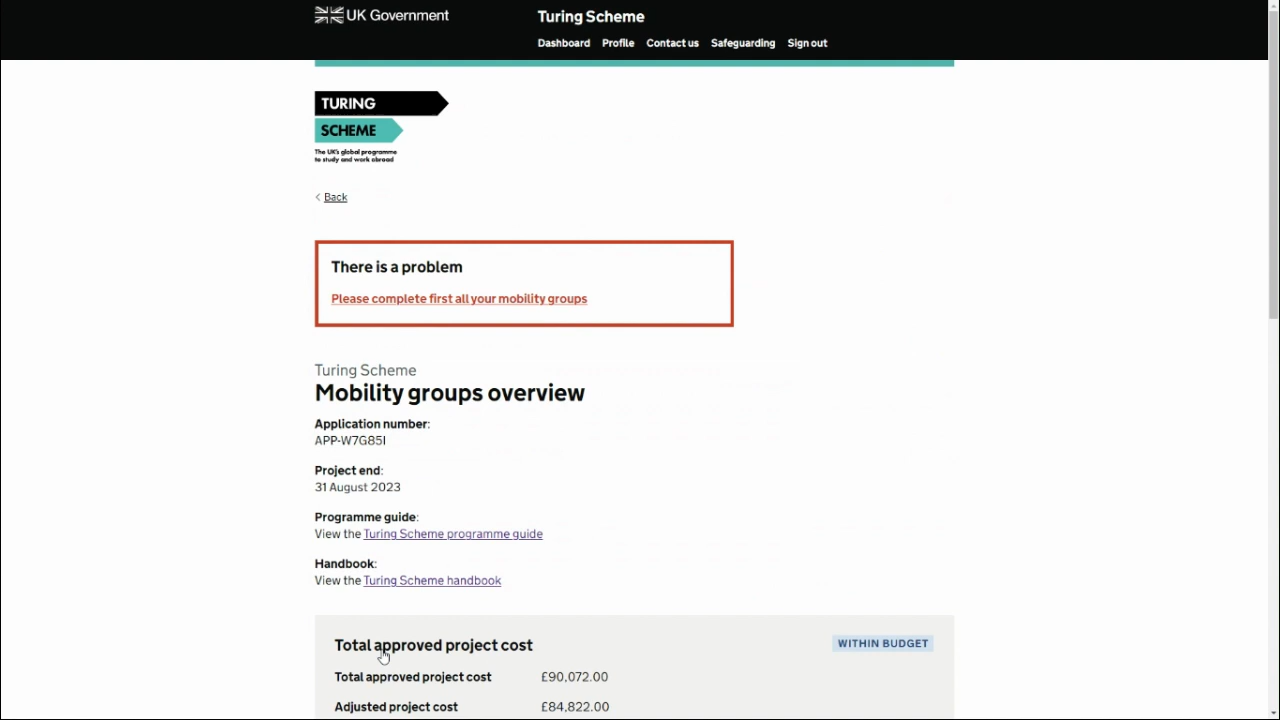 UK Government
Turing Scheme
Dashboard Profile Contact us Safeguarding Sign out
TURING
SCHEME
The UK's global programme
to study and work abroad
Back
There is a problem
Please complete first all your mobility groups
Turing Scheme
Mobility groups overview
Application number:
APP-W7G85I
Project end:
31 August 2023
Programme guide:
View the Turing Scheme programme guide
Handbook:
View the Turing Scheme handbook
Total approved project cost WITHIN BUDGET
Total approved project cost £90,072.00
Adjusted project cost £84,822.00